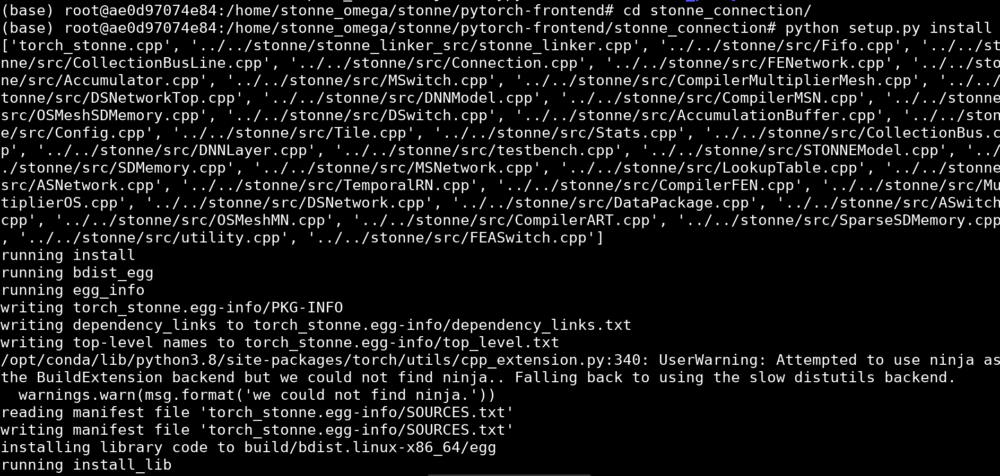 (base) root@ae0d97074e84:/home/stonne_omega/stonne/pytorch-frontend# cd stonne_connection/
(base) root@ae0d97074e84:/home/stonne_omega/stonne/pytorch-frontend/stonne_connection# python setup.py install
['torch_stonne.cpp', '../../stonne/stonne_linker_src/stonne_linker.cpp', '../../stonne/src/Fifo.cpp', '../../st
nne/src/CollectionBusLine.cpp', '../../stonne/src/Connection.cpp', '../../stonne/src/FENetwork.cpp', '../../sto
ne/src/Accumulator.cpp', '../../stonne/src/MSwitch.cpp', '../../stonne/src/CompilerMultiplierMesh.cpp', '../../
tonne/src/DSNetworkTop.cpp', '../../stonne/src/DNNModel.cpp', '../../stonne/src/CompilerMSN.cpp', '../../stonne
src/OSMeshSDMemory.cpp', '../../stonne/src/DSwitch.cpp', '../../stonne/src/AccumulationBuffer.cpp', '../../ston
e/src/Config.cpp', '../../stonne/src/Tile.cpp', '../../stonne/src/Stats.cpp', '../../stonne/src/CollectionBus.c
p', '../../stonne/src/DNNLayer.cpp', '../../stonne/src/testbench.cpp', '../../stonne/src/STONNEModel.cpp', '../
./stonne/src/SDMemory.cpp', '../../stonne/src/MSNetwork.cpp', '../../stonne/src/LookupTable.cpp', '../../stonne
src/ASNetwork.cpp', '../../stonne/src/TemporalRN.cpp', '../../stonne/src/CompilerFEN.cpp', '../../stonne/src/Mu
tiplierOS.cpp', '../../stonne/src/DSNetwork.cpp', '../../stonne/src/DataPackage.cpp', '../../stonne/src/ASwitch
cpp', '../../stonne/src/OSMeshMN.cpp', '../../stonne/src/CompilerART.cpp', '../../stonne/src/SparseSDMemory.cpp
, '../../stonne/src/utility.cpp', '../../stonne/src/FEASwitch.cpp']
running install
running bdist_egg
running egg_info
writing torch_stonne.egg-info/PKG-INFO
writing dependency_links to torch_stonne.egg-info/dependency_links.txt
writing top-level names to torch_stonne.egg-info/top_level.txt
/opt/conda/lib/python3.8/site-packages/torch/utils/cpp_extension.py:340: UserWarning: Attempted to use ninja as
the BuildExtension backend but we could not find ninja.. Falling back to using the slow distutils backend.
  warnings.warn(msg.format('we could not find ninja.'))
reading manifest file 'torch_stonne.egg-info/SOURCES.txt'
writing manifest file 'torch_stonne.egg-info/SOURCES.txt'
installing library code to build/bdist.linux-x86_64/egg
running install_lib